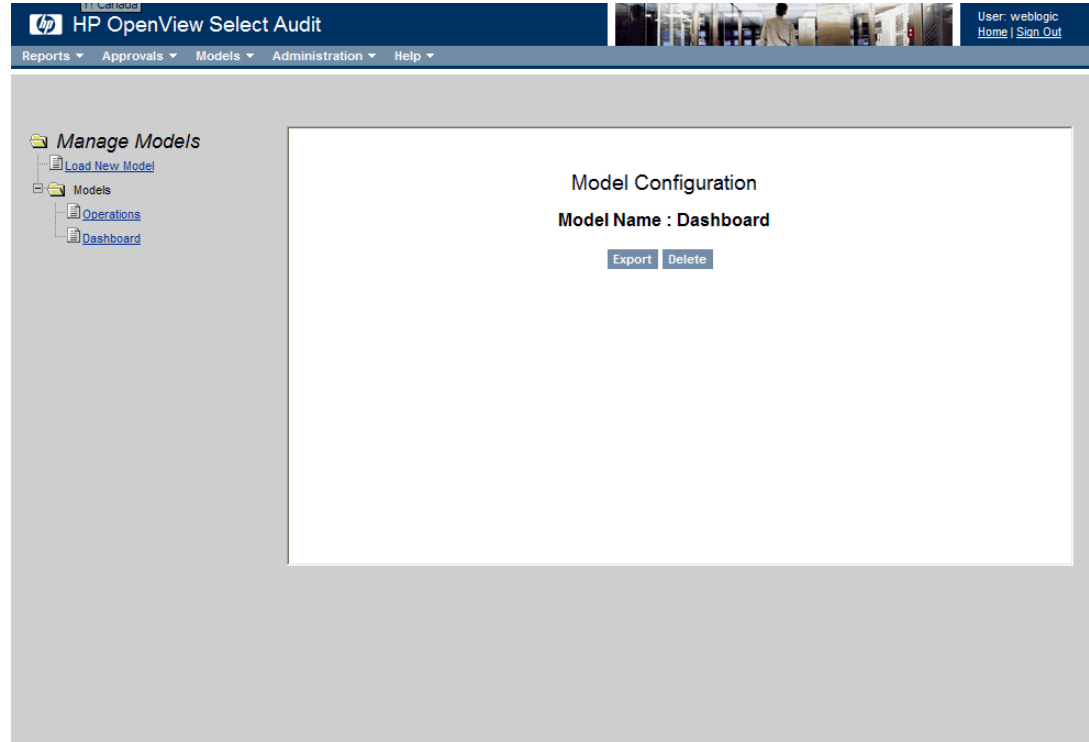 Canada
hp HP OpenView Select Audit
User: weblogic
Home | Sign Out
Reports Approvals Models Administration Help
Manage Models
Load New Model
Models
Operations
Dashboard
Model Configuration
Model Name : Dashboard
Export Delete